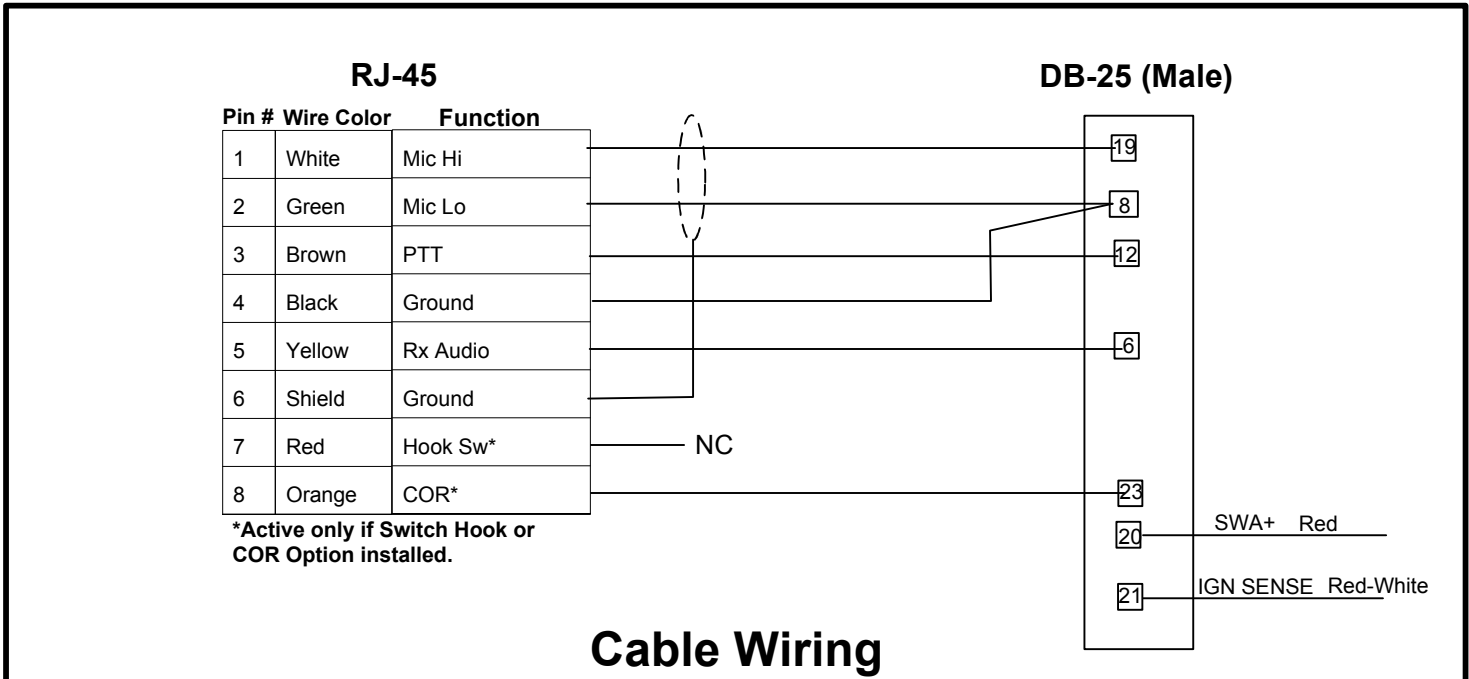 RJ-45
DB-25 (Male)
Pin # Wire Color Function
1 White Mic Hi
19
2 Green Mic Lo
8
3 Brown PTT
12
4 Black Ground
5 Yellow Rx Audio
6
6 Shield Ground
7 Red Hook Sw*
NC
8 Orange COR*
23
*Active only if Switch Hook or
COR Option installed.
20
SWA+ Red
21
IGN SENSE Red-White
Cable Wiring